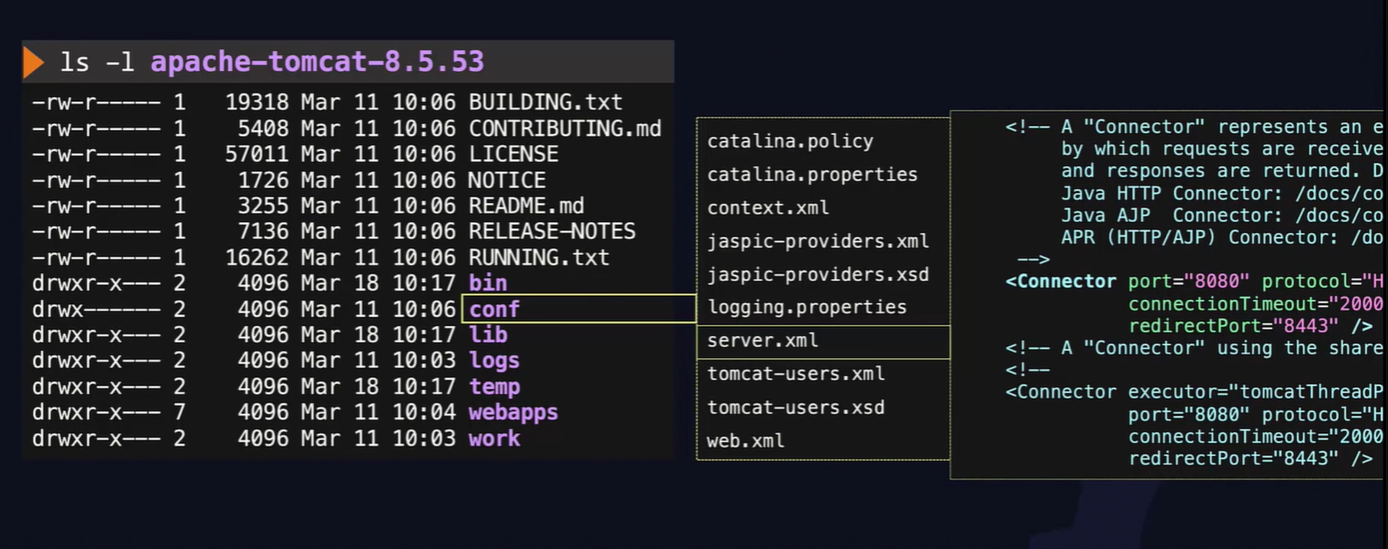 ls -l apache-tomcat-8.5.53
-rw-r----- 1 19318 Mar 11 10:06 BUILDING.txt
-rw-r----- 1 5408 Mar 11 10:06 CONTRIBUTING.md
-rw-r----- 1 57011 Mar 11 10:06 LICENSE
-rw-r----- 1 1726 Mar 11 10:06 NOTICE
-rw-r----- 1 3255 Mar 11 10:06 README.md
-rw-r----- 1 7136 Mar 11 10:06 RELEASE-NOTES
-rw-r----- 1 16262 Mar 11 10:06 RUNNING.txt
drwxr-x--- 2 4096 Mar 18 10:17 bin
drwx------ 2 4096 Mar 11 10:06 conf
drwxr-x--- 2 4096 Mar 18 10:17 lib
drwxr-x--- 2 4096 Mar 11 10:03 logs
drwxr-x--- 2 4096 Mar 18 10:17 temp
drwxr-x--- 7 4096 Mar 11 10:04 webapps
drwxr-x--- 2 4096 Mar 11 10:03 work
catalina.policy
catalina.properties
context.xml
jaspic-providers.xml
jaspic-providers.xsd
logging.properties
server.xml
tomcat-users.xml
tomcat-users.xsd
web.xml
<!-- A "Connector" represents an e
by which requests are receive
and responses are returned. D
Java HTTP Connector: /docs/co
Java AJP  Connector: /docs/co
APR (HTTP/AJP) Connector: /do
-->
<Connector port="8080" protocol="H
connectionTimeout="2000
redirectPort="8443" />
<!-- A "Connector" using the share
<!--
<Connector executor="tomcatThreadP
port="8080" protocol="H
connectionTimeout="2000
redirectPort="8443" />